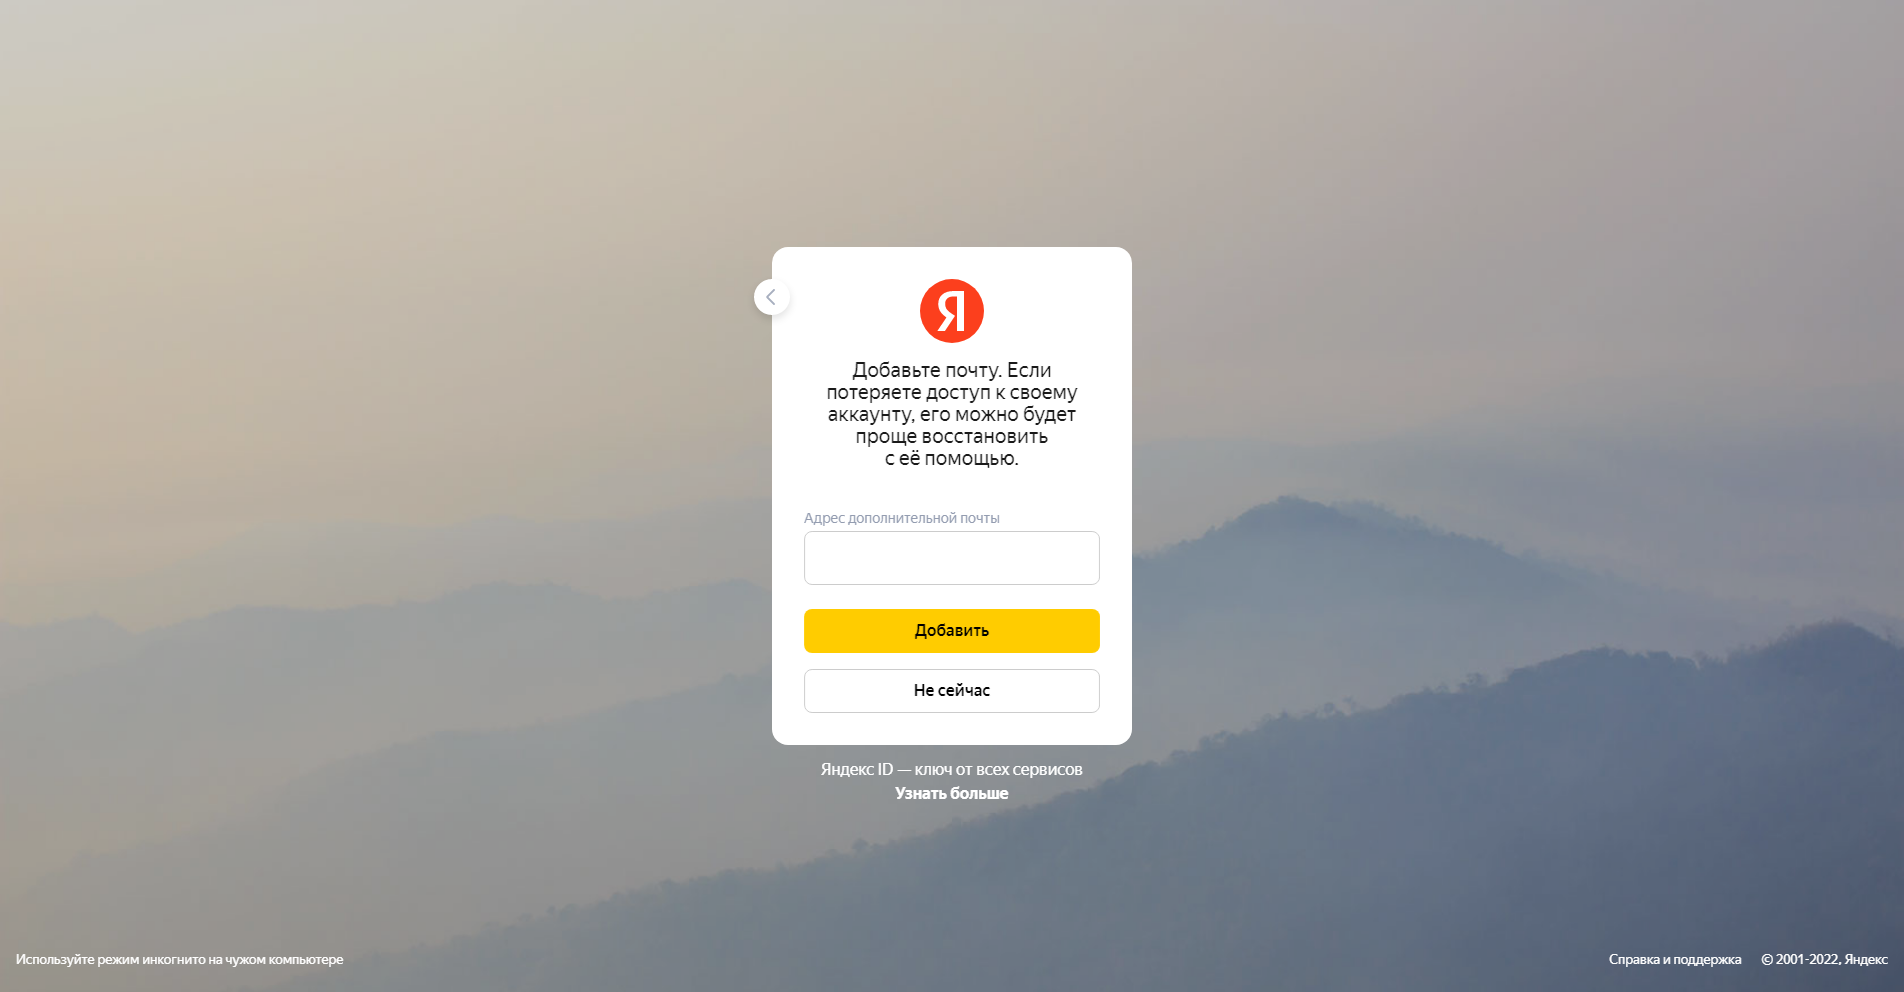 Я
Добавьте почту. Если
потеряете доступ к своему
аккаунту, его можно будет
проще восстановить
с её помощью.
Адрес дополнительной почты
Добавить
Не сейчас
Яндекс ID — ключ от всех сервисов
Узнать больше
Используйте режим инкогнито на чужом компьютере
Справка и поддержка
© 2001-2022, Яндекс